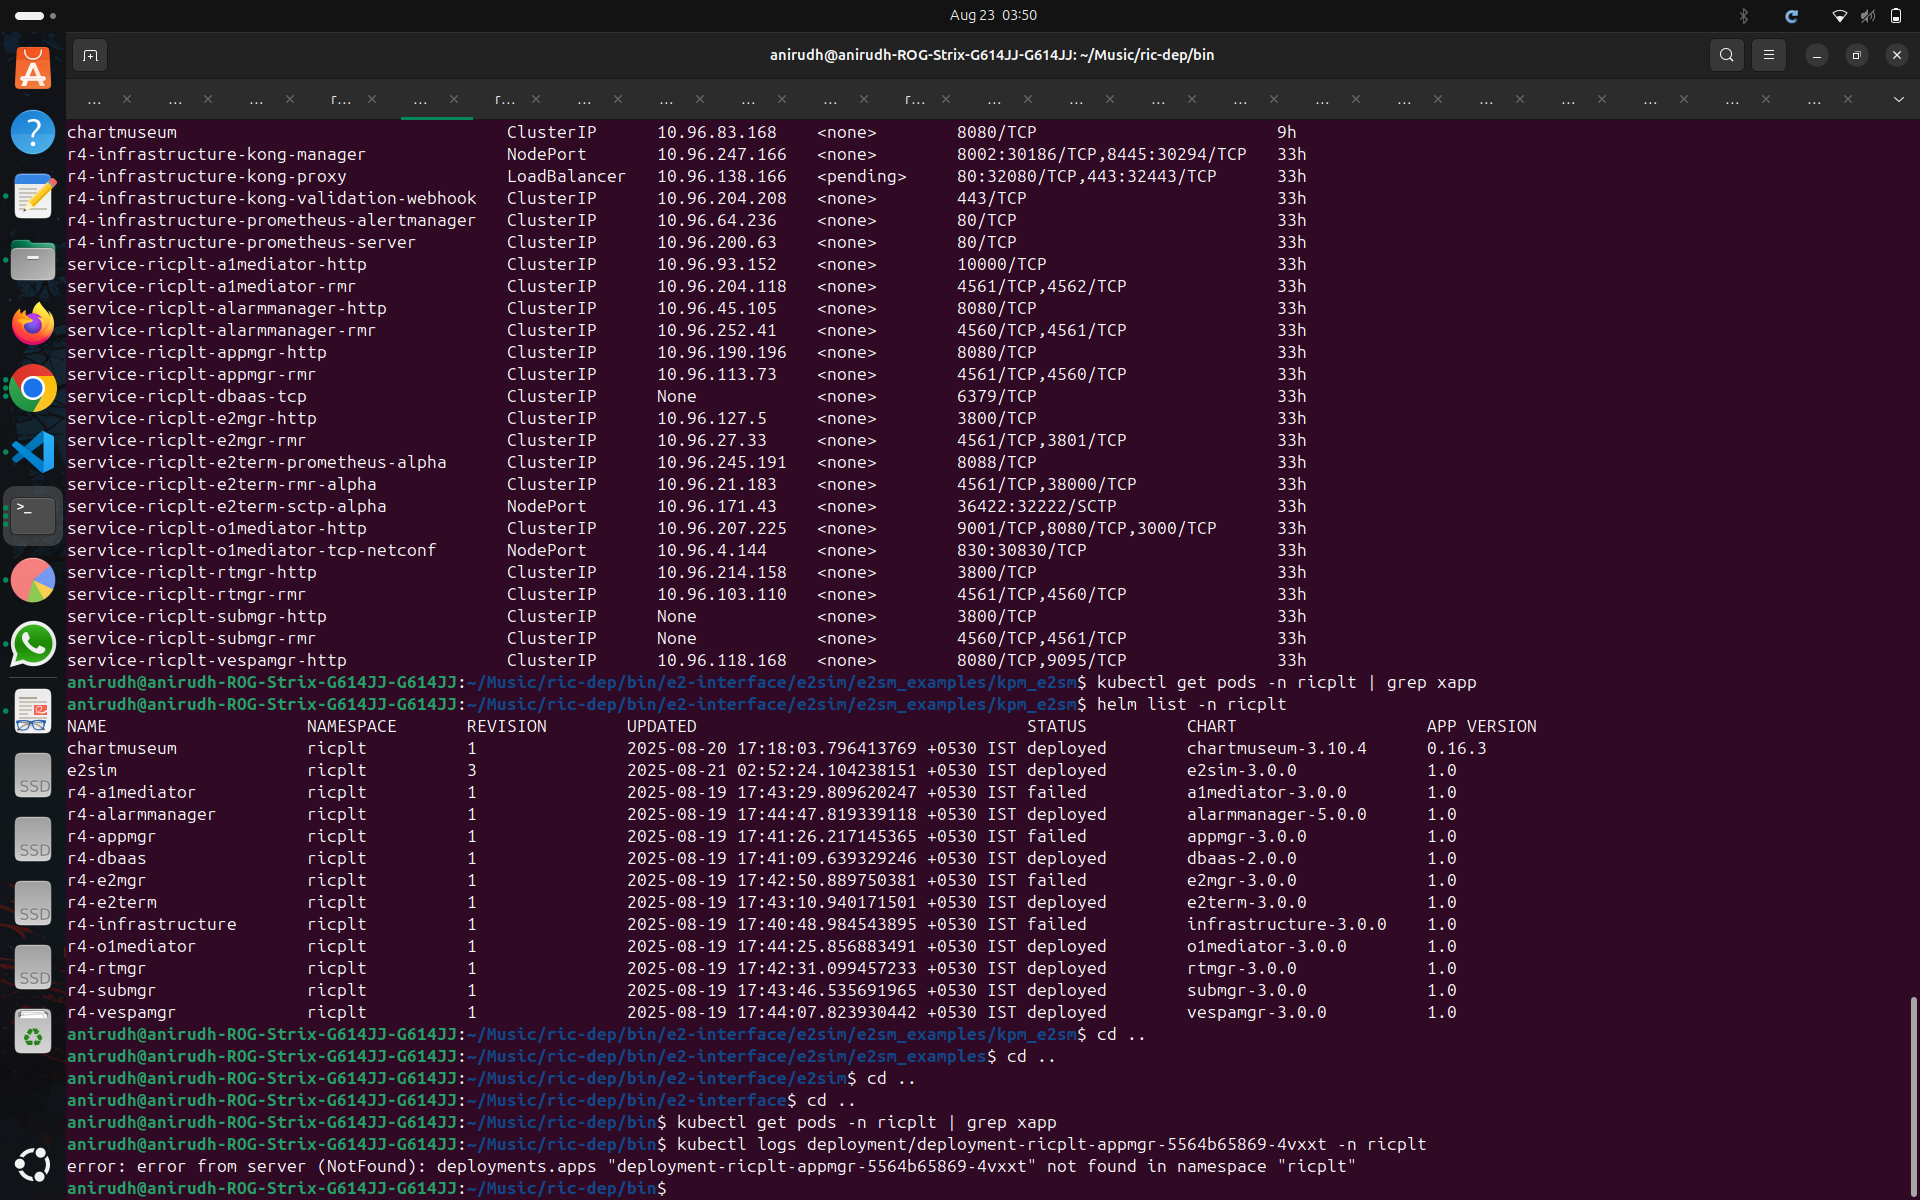 Aug 23 03:50
anirudh@anirudh-ROG-Strix-G614JJ-G614JJ: ~/Music/ric-dep/bin
... ... ... r... ... r... ... ... ... ... r... ... ... ... ... ... ... ... ... ... ... ...
chartmuseum ClusterIP 10.96.83.168 <none> 8080/TCP 9h
r4-infrastructure-kong-manager NodePort 10.96.247.166 <none> 8002:30186/TCP,8445:30294/TCP 33h
r4-infrastructure-kong-proxy LoadBalancer 10.96.138.166 <pending> 80:32080/TCP,443:32443/TCP 33h
r4-infrastructure-kong-validation-webhook ClusterIP 10.96.204.208 <none> 443/TCP 33h
r4-infrastructure-prometheus-alertmanager ClusterIP 10.96.64.236 <none> 80/TCP 33h
r4-infrastructure-prometheus-server ClusterIP 10.96.200.63 <none> 80/TCP 33h
service-ricplt-a1mediator-http ClusterIP 10.96.93.152 <none> 10000/TCP 33h
service-ricplt-a1mediator-rmr ClusterIP 10.96.204.118 <none> 4561/TCP,4562/TCP 33h
service-ricplt-alarmmanager-http ClusterIP 10.96.45.105 <none> 8080/TCP 33h
service-ricplt-alarmmanager-rmr ClusterIP 10.96.252.41 <none> 4560/TCP,4561/TCP 33h
service-ricplt-appmgr-http ClusterIP 10.96.190.196 <none> 8080/TCP 33h
service-ricplt-appmgr-rmr ClusterIP 10.96.113.73 <none> 4561/TCP,4560/TCP 33h
service-ricplt-dbaas-tcp ClusterIP None <none> 6379/TCP 33h
service-ricplt-e2mgr-http ClusterIP 10.96.127.5 <none> 3800/TCP 33h
service-ricplt-e2mgr-rmr ClusterIP 10.96.27.33 <none> 4561/TCP,3801/TCP 33h
service-ricplt-e2term-prometheus-alpha ClusterIP 10.96.245.191 <none> 8088/TCP 33h
service-ricplt-e2term-rmr-alpha ClusterIP 10.96.21.183 <none> 4561/TCP,38000/TCP 33h
service-ricplt-e2term-sctp-alpha NodePort 10.96.171.43 <none> 36422:32222/SCTP 33h
service-ricplt-o1mediator-http ClusterIP 10.96.207.225 <none> 9001/TCP,8080/TCP,3000/TCP 33h
service-ricplt-o1mediator-tcp-netconf NodePort 10.96.4.144 <none> 830:30830/TCP 33h
service-ricplt-rtmgr-http ClusterIP 10.96.214.158 <none> 3800/TCP 33h
service-ricplt-rtmgr-rmr ClusterIP 10.96.103.110 <none> 4561/TCP,4560/TCP 33h
service-ricplt-submgr-http ClusterIP None <none> 3800/TCP 33h
service-ricplt-submgr-rmr ClusterIP None <none> 4560/TCP,4561/TCP 33h
service-ricplt-vespamgr-http ClusterIP 10.96.118.168 <none> 8080/TCP,9095/TCP 33h
anirudh@anirudh-ROG-Strix-G614JJ-G614JJ:~/Music/ric-dep/bin/e2-interface/e2sim/e2sm_examples/kpm_e2sm$ kubectl get pods -n ricplt | grep xapp
anirudh@anirudh-ROG-Strix-G614JJ-G614JJ:~/Music/ric-dep/bin/e2-interface/e2sim/e2sm_examples/kpm_e2sm$ helm list -n ricplt
NAME NAMESPACE REVISION UPDATED STATUS CHART APP VERSION
chartmuseum ricplt 1 2025-08-20 17:18:03.796413769 +0530 IST deployed chartmuseum-3.10.4 0.16.3
e2sim ricplt 3 2025-08-21 02:52:24.104238151 +0530 IST deployed e2sim-3.0.0 1.0
r4-a1mediator ricplt 1 2025-08-19 17:43:29.809620247 +0530 IST failed a1mediator-3.0.0 1.0
r4-alarmmanager ricplt 1 2025-08-19 17:44:47.819339118 +0530 IST deployed alarmmanager-5.0.0 1.0
r4-appmgr ricplt 1 2025-08-19 17:41:26.217145365 +0530 IST failed appmgr-3.0.0 1.0
r4-dbaas ricplt 1 2025-08-19 17:41:09.639329246 +0530 IST deployed dbaas-2.0.0 1.0
r4-e2mgr ricplt 1 2025-08-19 17:42:50.889750381 +0530 IST failed e2mgr-3.0.0 1.0
r4-e2term ricplt 1 2025-08-19 17:43:10.940171501 +0530 IST deployed e2term-3.0.0 1.0
r4-infrastructure ricplt 1 2025-08-19 17:40:48.984543895 +0530 IST failed infrastructure-3.0.0 1.0
r4-o1mediator ricplt 1 2025-08-19 17:44:25.856883491 +0530 IST deployed o1mediator-3.0.0 1.0
r4-rtmgr ricplt 1 2025-08-19 17:42:31.099457233 +0530 IST deployed rtmgr-3.0.0 1.0
r4-submgr ricplt 1 2025-08-19 17:43:46.535691965 +0530 IST deployed submgr-3.0.0 1.0
r4-vespamgr ricplt 1 2025-08-19 17:44:07.823930442 +0530 IST deployed vespamgr-3.0.0 1.0
anirudh@anirudh-ROG-Strix-G614JJ-G614JJ:~/Music/ric-dep/bin/e2-interface/e2sim/e2sm_examples/kpm_e2sm$ cd ..
anirudh@anirudh-ROG-Strix-G614JJ-G614JJ:~/Music/ric-dep/bin/e2-interface/e2sim/e2sm_examples$ cd ..
anirudh@anirudh-ROG-Strix-G614JJ-G614JJ:~/Music/ric-dep/bin/e2-interface/e2sim$ cd ..
anirudh@anirudh-ROG-Strix-G614JJ-G614JJ:~/Music/ric-dep/bin/e2-interface$ cd ..
anirudh@anirudh-ROG-Strix-G614JJ-G614JJ:~/Music/ric-dep/bin$ kubectl get pods -n ricplt | grep xapp
anirudh@anirudh-ROG-Strix-G614JJ-G614JJ:~/Music/ric-dep/bin$ kubectl logs deployment/deployment-ricplt-appmgr-5564b65869-4vxxt -n ricplt
error: error from server (NotFound): deployments.apps "deployment-ricplt-appmgr-5564b65869-4vxxt" not found in namespace "ricplt"
anirudh@anirudh-ROG-Strix-G614JJ-G614JJ:~/Music/ric-dep/bin$
SSD
SSD
SSD
SSD